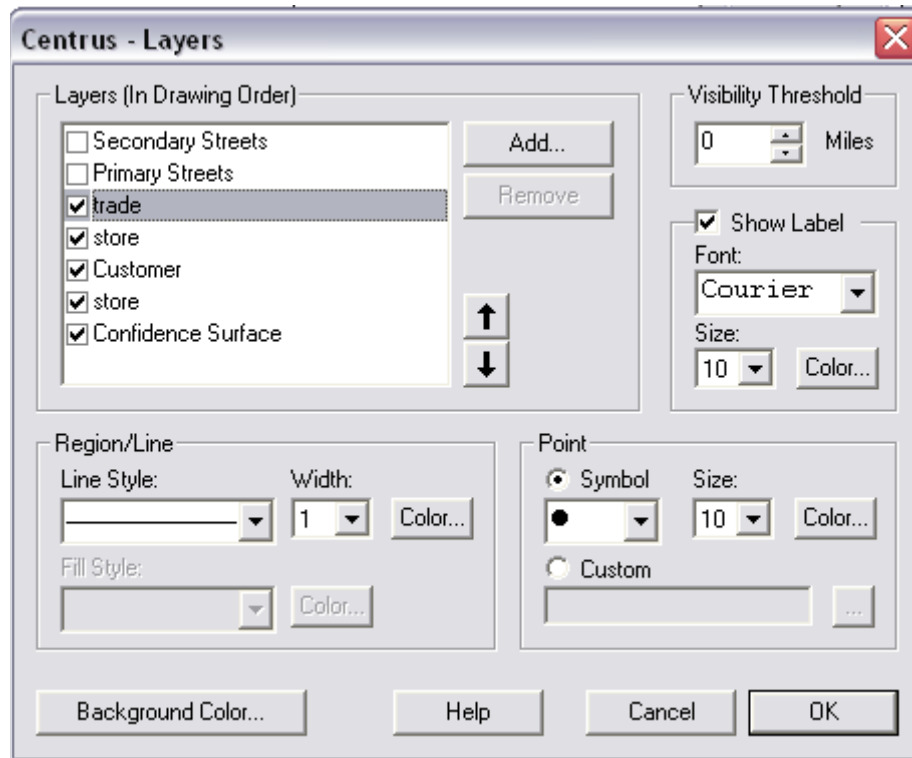 Centrus - Layers
Layers (In Drawing Order)
Secondary Streets
Primary Streets
trade
store
Customer
store
Confidence Surface
Add...
Remove
Visibility Threshold
0 Miles
Show Label
Font:
Courier
Size:
10 Color...
Region/Line
Line Style: Width:
1 Color...
Fill Style:
Color...
Point
Symbol Size:
10 Color...
Custom
...
Background Color... Help Cancel OK